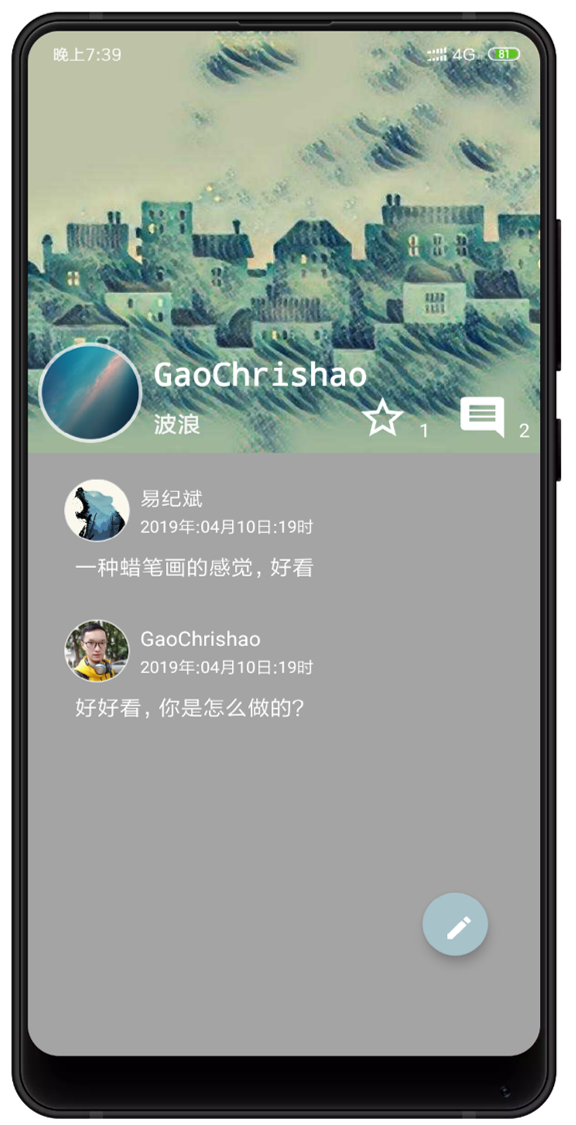 晚上7:39 4G 81
GaoChrishao
波浪 1 2
易纪斌
2019年:04月10日:19时
一种蜡笔画的感觉，好看
GaoChrishao
2019年:04月10日:19时
好好看，你是怎么做的？